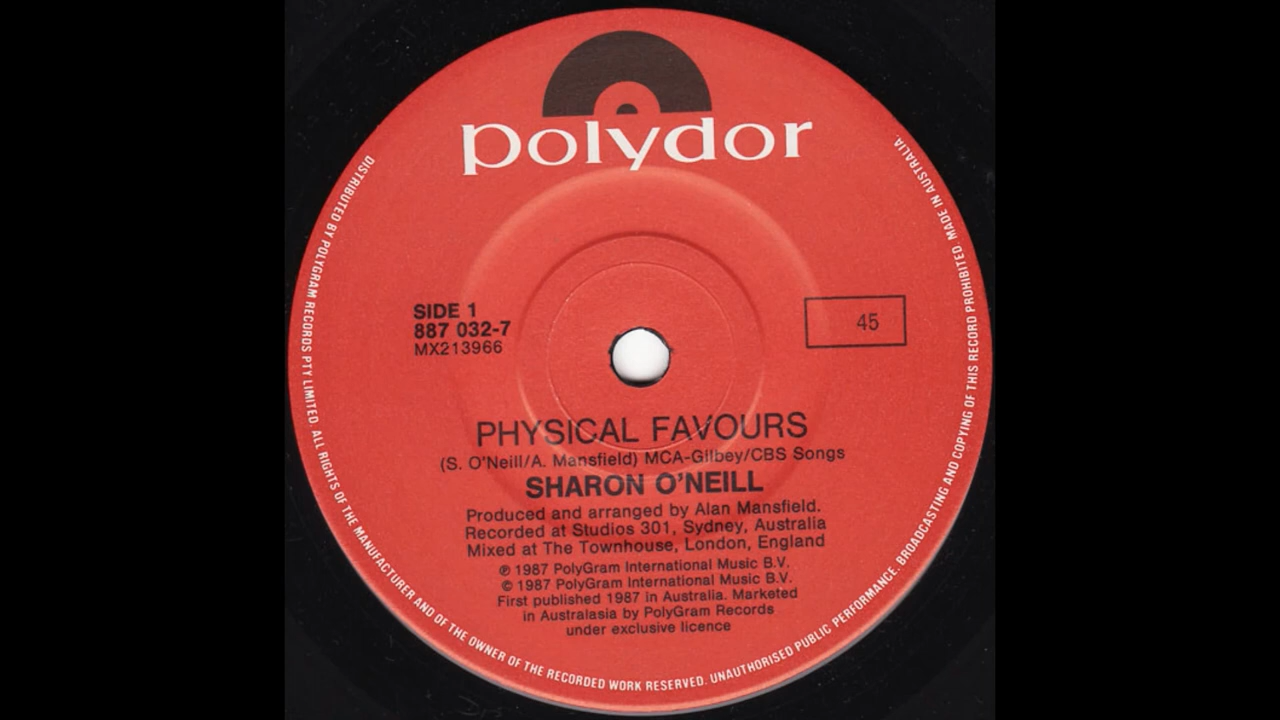 polydor
SIDE 1
887 032-7
MX213966
45
PHYSICAL FAVOURS
(S. O'Neill/A. Mansfield) MCA-Gilbey/CBS Songs
SHARON O'NEILL
Produced and arranged by Alan Mansfield.
Recorded at Studios 301, Sydney, Australia
Mixed at The Townhouse, London, England
℗ 1987 PolyGram International Music B.V.
© 1987 PolyGram International Music B.V.
First published 1987 in Australia. Marketed
in Australasia by PolyGram Records
under exclusive licence
DISTRIBUTED BY POLYGRAM RECORDS PTY LIMITED. ALL RIGHTS OF THE MANUFACTURER AND OF THE OWNER OF THE RECORDED WORK RESERVED. UNAUTHORISED PUBLIC PERFORMANCE. BROADCASTING AND COPYING OF THIS RECORD PROHIBITED. MADE IN AUSTRALIA.